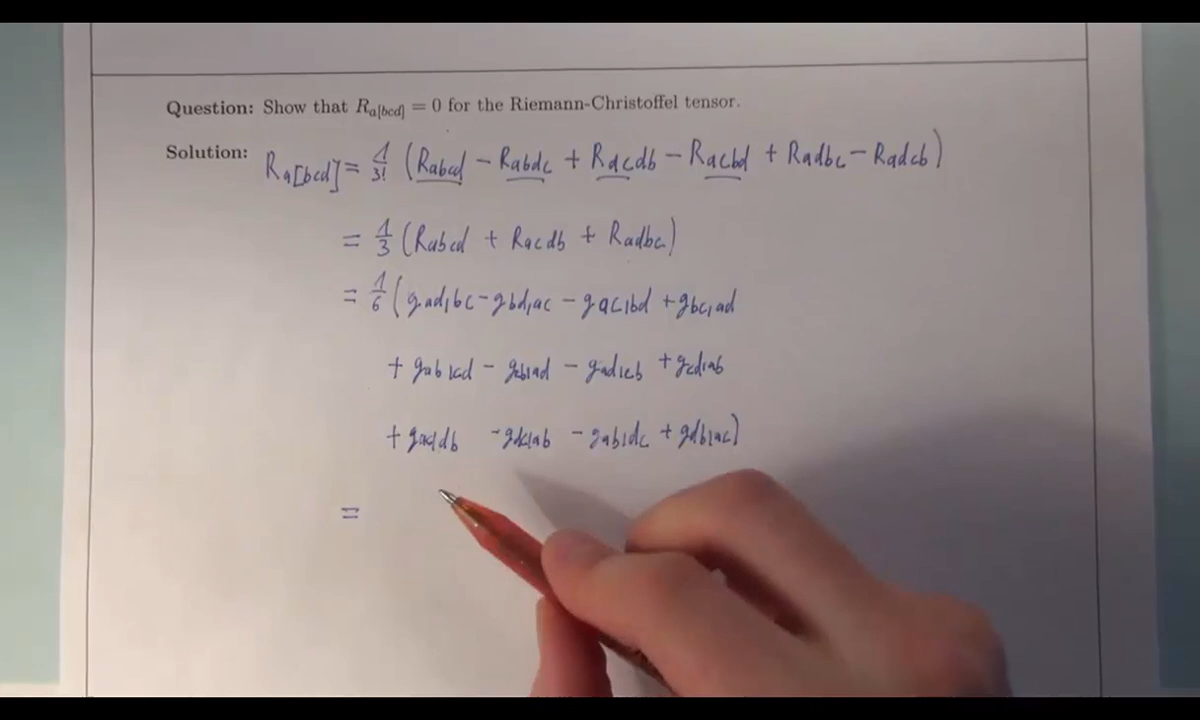 Question: Show that R_{a[bcd]} = 0 for the Riemann-Christoffel tensor.
Solution: R_{a[bcd]} = 1/3! (R_{abcd} − R_{abdc} + R_{acdb} − R_{acbd} + R_{adbc} − R_{adcb})
= 1/3 (R_{abcd} + R_{acdb} + R_{adbc})
= 1/6 (g_{ad,bc} − g_{bd,ac} − g_{ac,bd} + g_{bc,ad}
+ g_{ab,cd} − g_{cb,ad} − g_{ad,cb} + g_{cd,ab}
+ g_{ac,db} − g_{dc,ab} − g_{ab,dc} + g_{db,ac})
=